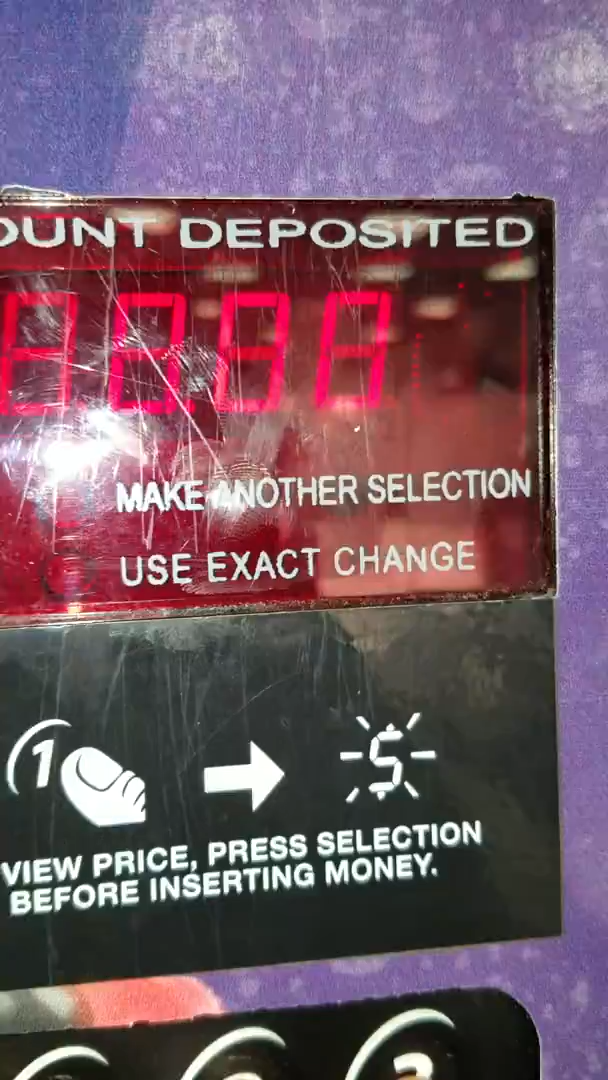 OUNT DEPOSITED
MAKE ANOTHER SELECTION
USE EXACT CHANGE
1
$
VIEW PRICE, PRESS SELECTION
BEFORE INSERTING MONEY.